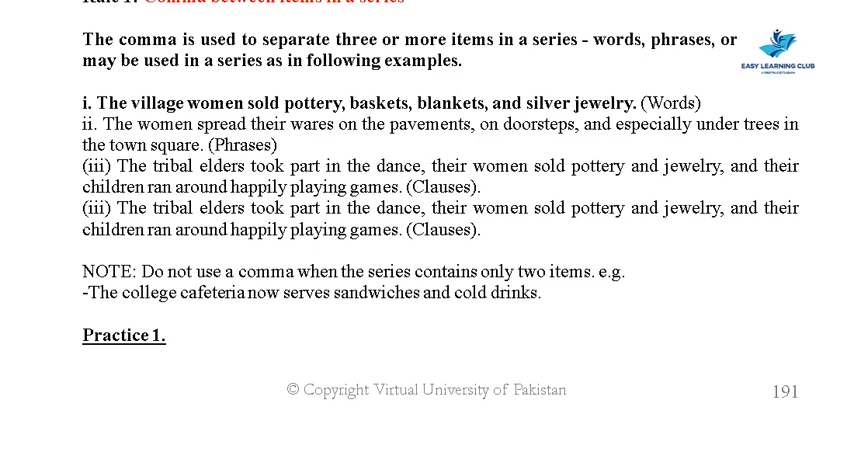 Rule 1: Comma between items in a series
The comma is used to separate three or more items in a series - words, phrases, or
may be used in a series as in following examples.
EASY LEARNING CLUB
i. The village women sold pottery, baskets, blankets, and silver jewelry. (Words)
ii. The women spread their wares on the pavements, on doorsteps, and especially under trees in
the town square. (Phrases)
(iii) The tribal elders took part in the dance, their women sold pottery and jewelry, and their
children ran around happily playing games. (Clauses).
(iii) The tribal elders took part in the dance, their women sold pottery and jewelry, and their
children ran around happily playing games. (Clauses).
NOTE: Do not use a comma when the series contains only two items. e.g.
-The college cafeteria now serves sandwiches and cold drinks.
Practice 1.
© Copyright Virtual University of Pakistan
191